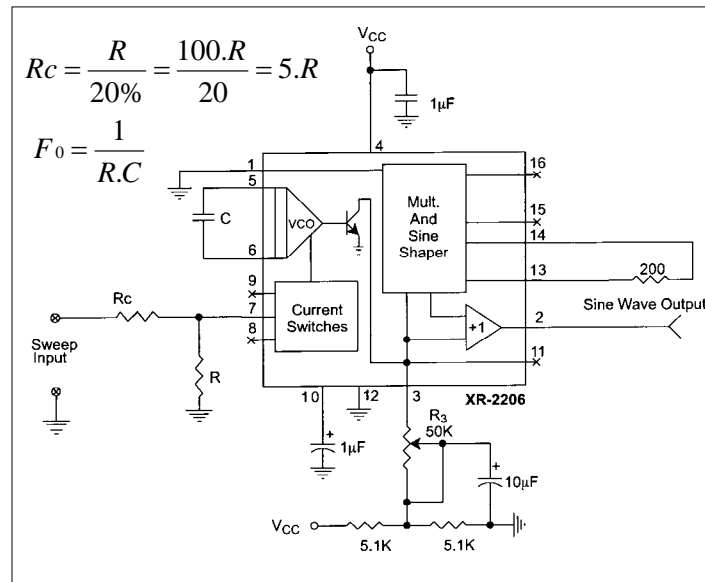 Rc = R / 20% = 100.R / 20 = 5.R
F0 = 1 / R.C
VCC
1µF
4
1
5
16
C
VCO
Mult.
And
Sine
Shaper
15
14
6
13
200
9
Rc
7
Current
Switches
+1
2
Sine Wave Output
8
11
Sweep
Input
R
10
12
3
XR-2206
R3
50K
+
1µF
+
10µF
VCC
5.1K
5.1K